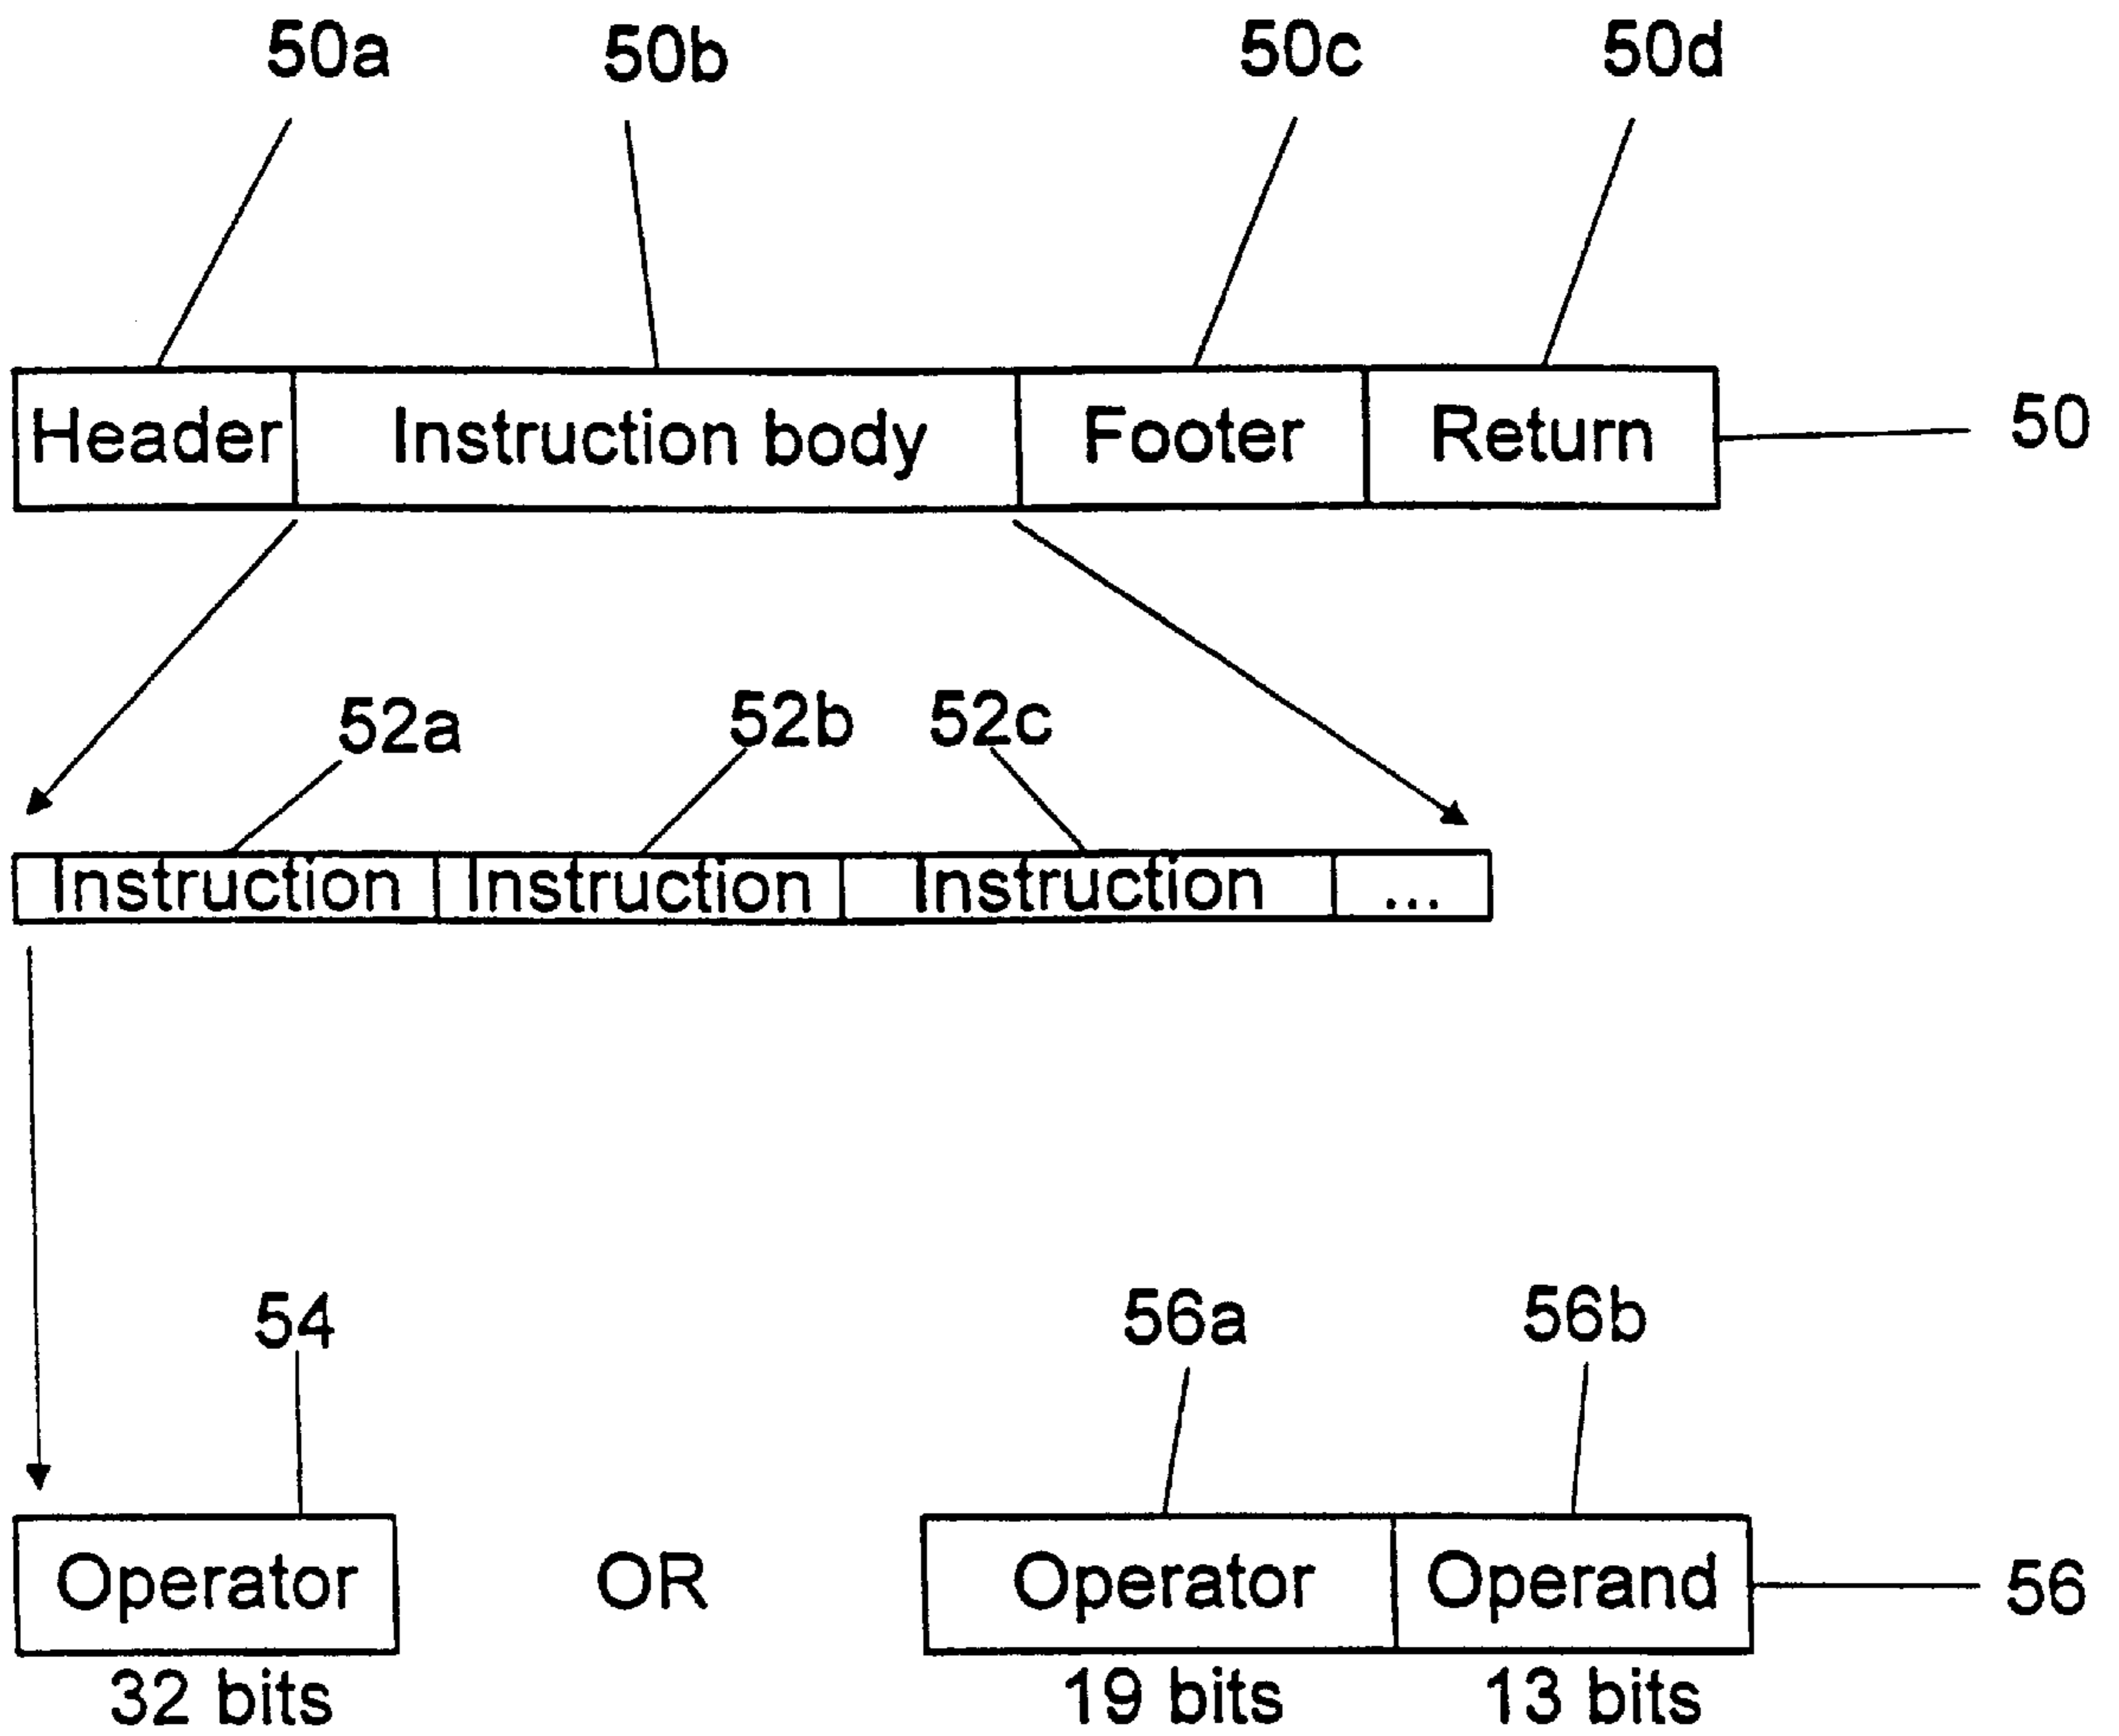 50a 50b 50c 50d
Header Instruction body Footer Return 50
52a 52b 52c
Instruction Instruction Instruction ...
54 56a 56b
Operator OR Operator Operand 56
32 bits 19 bits 13 bits